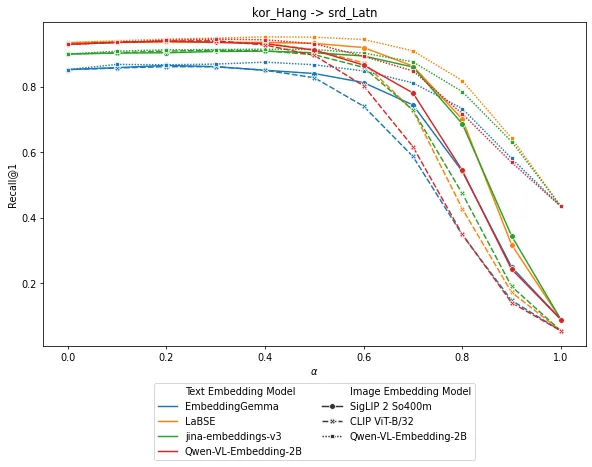 kor_Hang -> srd_Latn
Recall@1
0.8
0.6
0.4
0.2
0.0 0.2 0.4 0.6 0.8 1.0
α
Text Embedding Model Image Embedding Model
EmbeddingGemma SigLIP 2 So400m
LaBSE CLIP ViT-B/32
jina-embeddings-v3 Qwen-VL-Embedding-2B
Qwen-VL-Embedding-2B